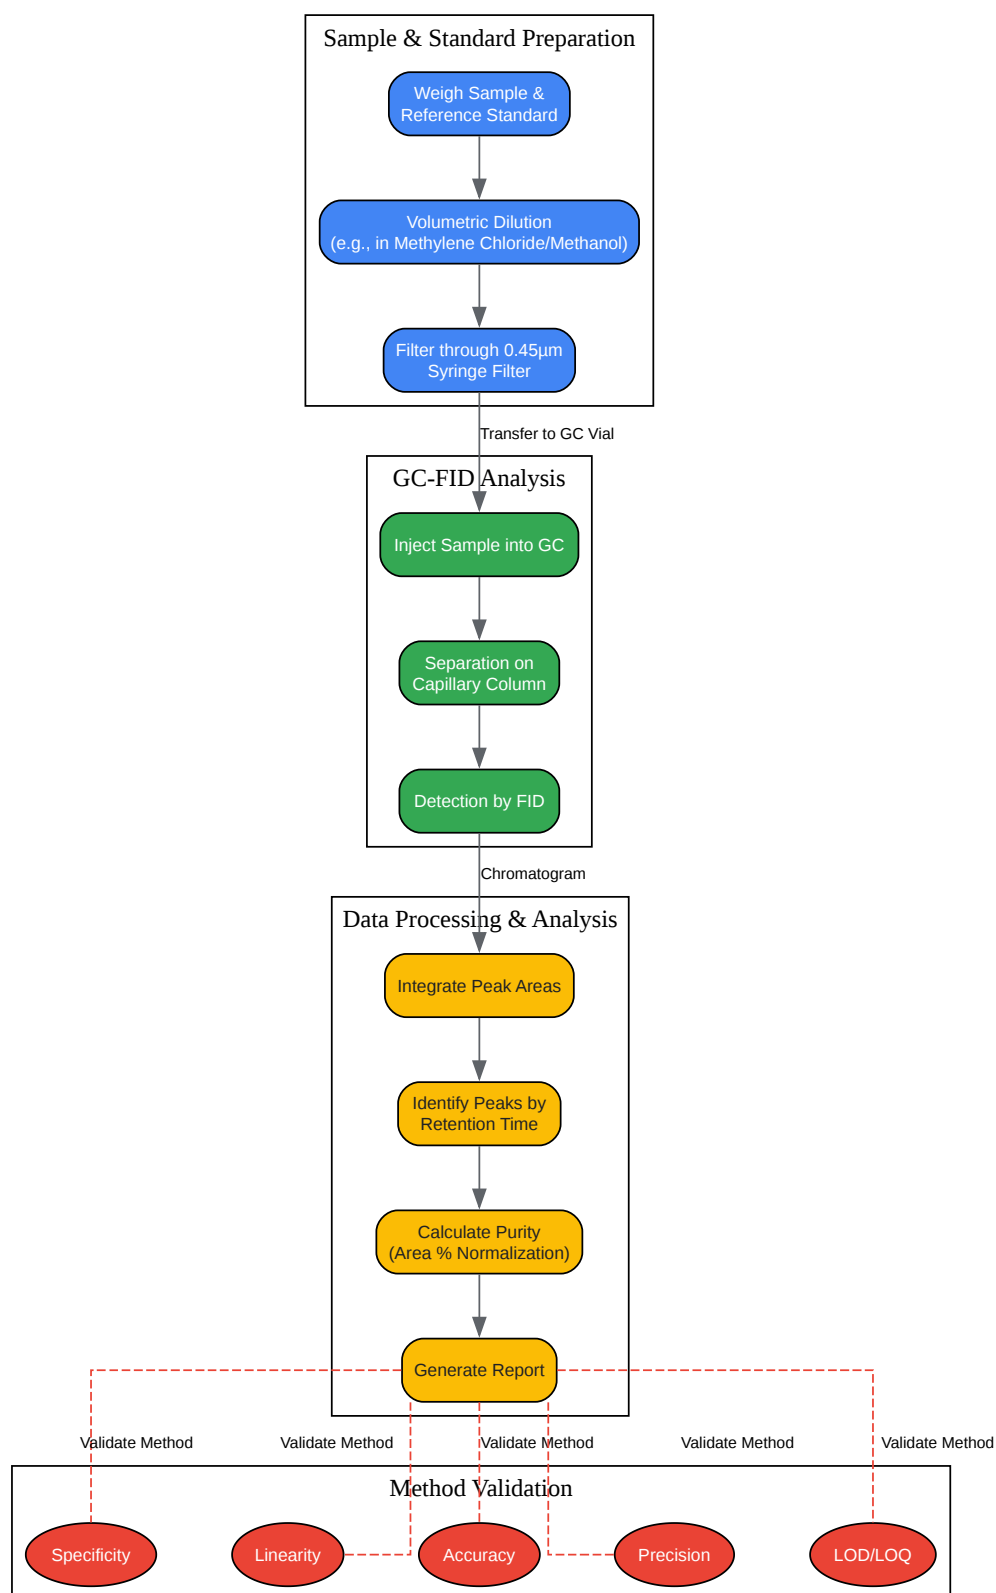 Sample & Standard Preparation
Weigh Sample &
Reference Standard
Volumetric Dilution
(e.g., in Methylene Chloride/Methanol)
Filter through 0.45µm
Syringe Filter
Transfer to GC Vial
GC-FID Analysis
Inject Sample into GC
Separation on
Capillary Column
Detection by FID
Chromatogram
Data Processing & Analysis
Integrate Peak Areas
Identify Peaks by
Retention Time
Calculate Purity
(Area % Normalization)
Generate Report
Validate Method
Validate Method
Validate Method
Validate Method
Validate Method
Method Validation
Specificity
Linearity
Accuracy
Precision
LOD/LOQ